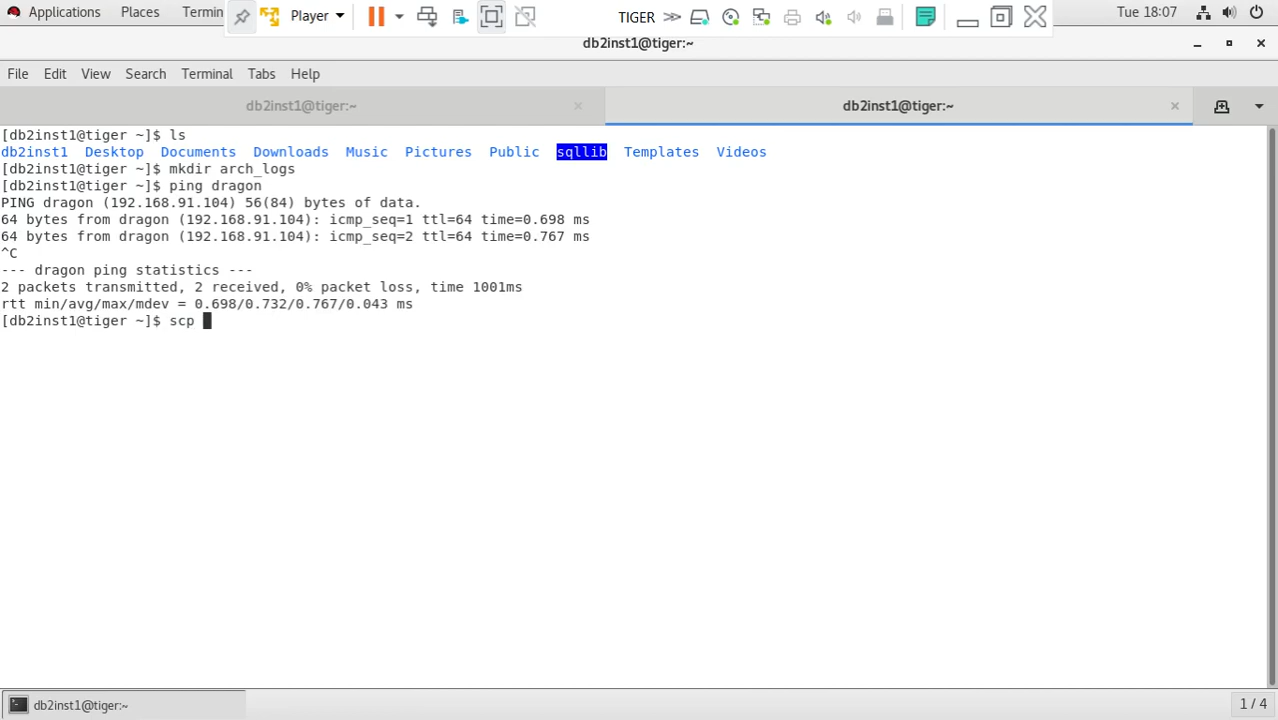 Applications Places Termin Player TIGER Tue 18:07
db2inst1@tiger:~
File Edit View Search Terminal Tabs Help
db2inst1@tiger:~ db2inst1@tiger:~
[db2inst1@tiger ~]$ ls
db2inst1 Desktop Documents Downloads Music Pictures Public sqllib Templates Videos
[db2inst1@tiger ~]$ mkdir arch_logs
[db2inst1@tiger ~]$ ping dragon
PING dragon (192.168.91.104) 56(84) bytes of data.
64 bytes from dragon (192.168.91.104): icmp_seq=1 ttl=64 time=0.698 ms
64 bytes from dragon (192.168.91.104): icmp_seq=2 ttl=64 time=0.767 ms
^C
--- dragon ping statistics ---
2 packets transmitted, 2 received, 0% packet loss, time 1001ms
rtt min/avg/max/mdev = 0.698/0.732/0.767/0.043 ms
[db2inst1@tiger ~]$ scp
db2inst1@tiger:~ 1 / 4